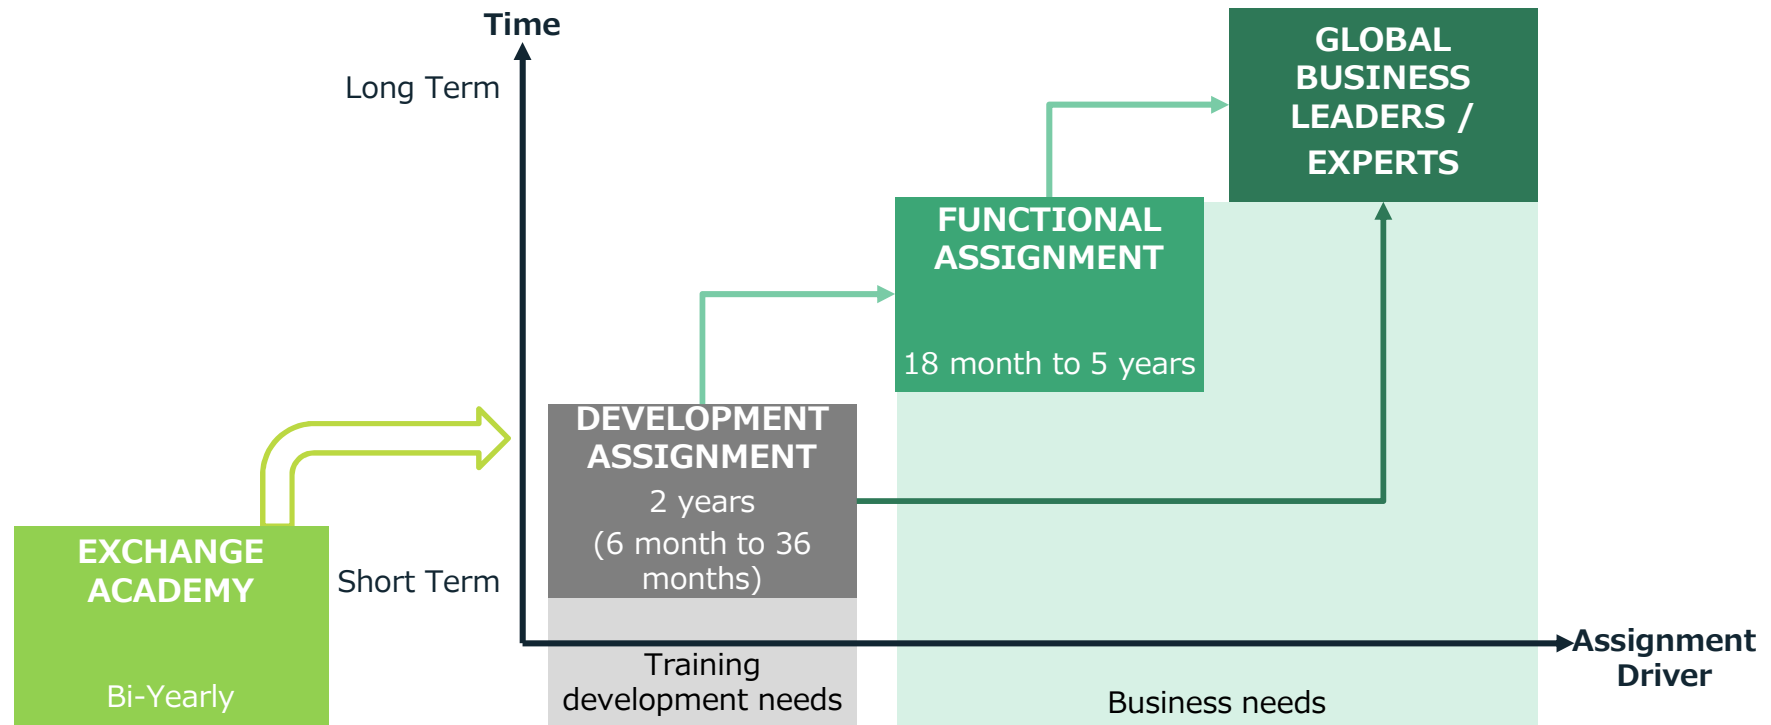 Time
Long Term
Short Term
EXCHANGE
ACADEMY
Bi-Yearly
DEVELOPMENT
ASSIGNMENT
2 years
(6 month to 36
months)
Training
development needs
FUNCTIONAL
ASSIGNMENT
18 month to 5 years
GLOBAL
BUSINESS
LEADERS /
EXPERTS
Business needs
Assignment
Driver